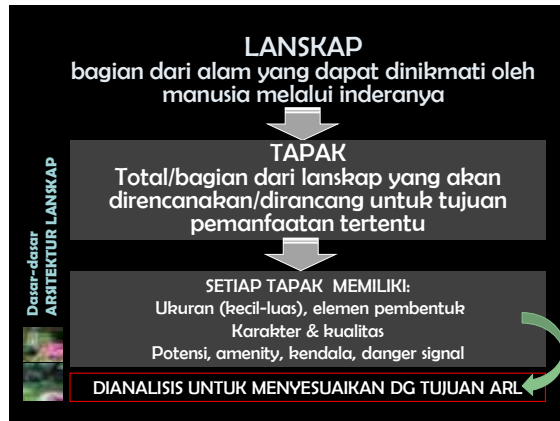 LANSKAP
bagian dari alam yang dapat dinikmati oleh
manusia melalui inderanya
TAPAK
Total/bagian dari lanskap yang akan
direncanakan/dirancang untuk tujuan
pemanfaatan tertentu
SETIAP TAPAK MEMILIKI:
Ukuran (kecil-luas), elemen pembentuk
Karakter & kualitas
Potensi, amenity, kendala, danger signal
DIANALISIS UNTUK MENYESUAIKAN DG TUJUAN ARL
Dasar-dasar
ARSITEKTUR LANSKAP